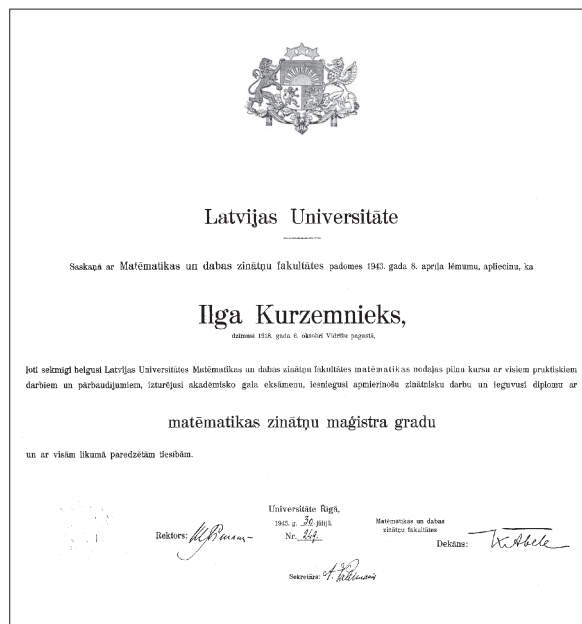 Latvijas Universitāte
Saskaņā ar Matēmatikas un dabas zinātņu fakultātes padomes 1943. gada 8. aprīļa lēmumu, apliecinu, ka
Ilga Kurzemnieks,
dzimusi 1918. gada 6. oktobrī Vidrižu pagastā,
ļoti sekmīgi beigusi Latvijas Universitātes Matēmatikas un dabas zinātņu fakultātes matēmatikas nodaļas pilnu kursu ar visiem praktiskiem
darbiem un pārbaudījumiem, izturējusi akadēmisko gala eksāmenu, iesniegusi apmierinošu zinātnisku darbu un ieguvusi diplomu ar
matēmatikas zinātņu maģistra gradu
un ar visām likumā paredzētām tiesībām.
Universitāte Rīgā,
1943. g. 30. jūlijā.
Nr. 249.
Rektors:
Matēmatikas un dabas
zinātņu fakultātes
Dekāns: Abele
Sekretārs: